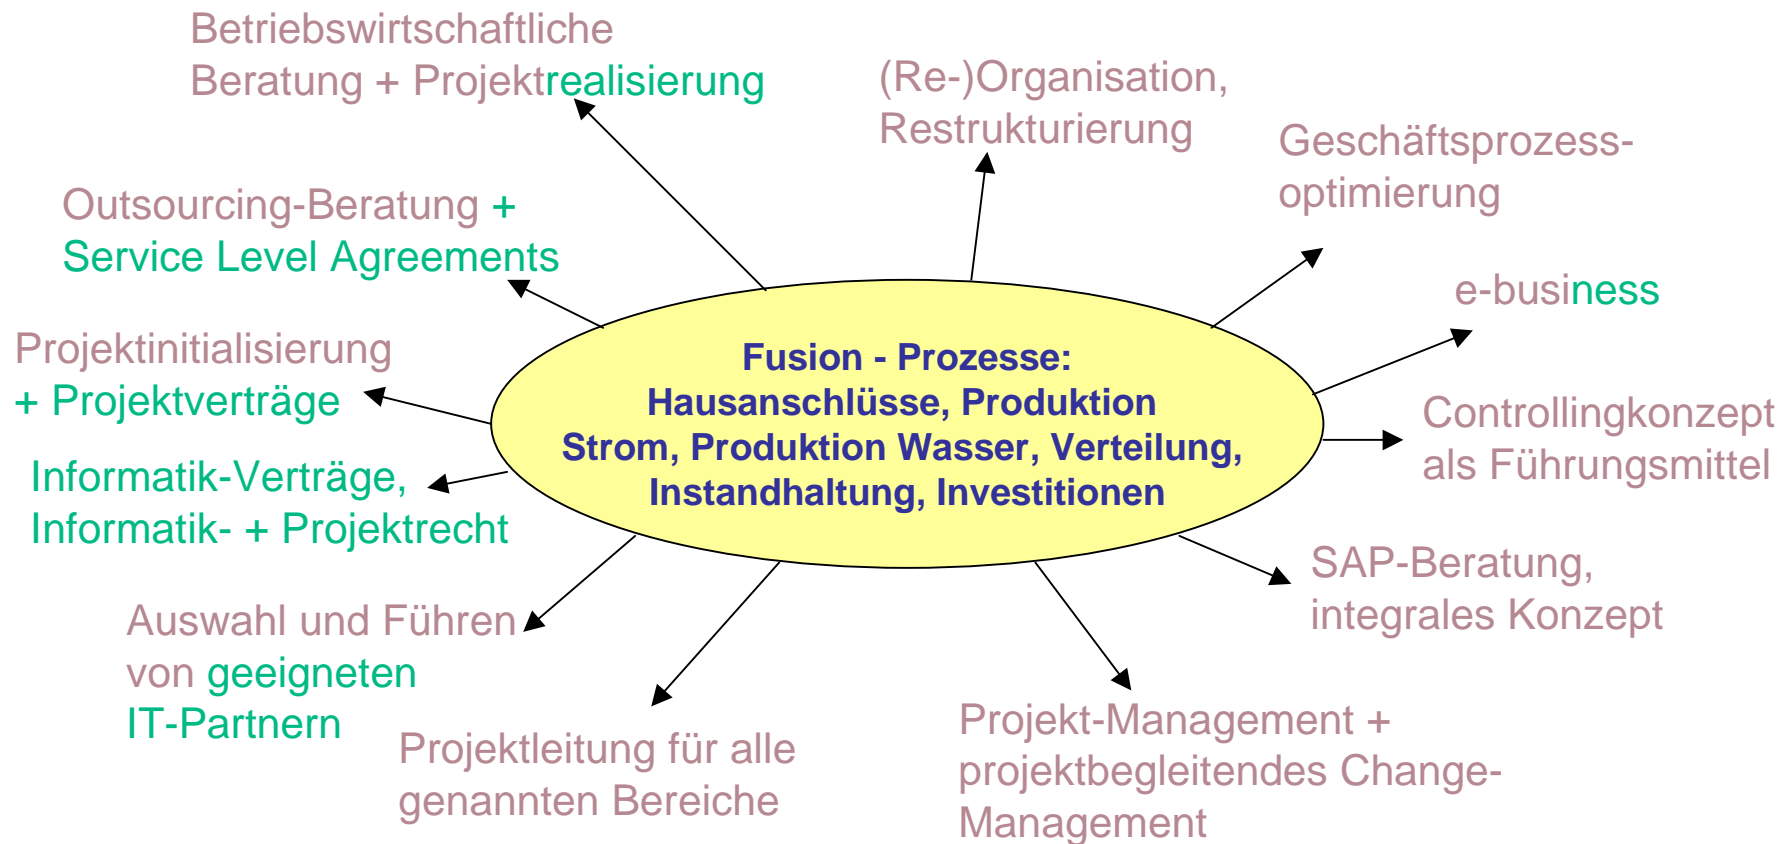 Betriebswirtschaftliche
Beratung + Projektrealisierung
(Re-)Organisation,
Restrukturierung
Geschäftsprozess-
optimierung
Outsourcing-Beratung +
Service Level Agreements
e-business
Projektinitialisierung
+ Projektverträge
Fusion - Prozesse:
Hausanschlüsse, Produktion
Strom, Produktion Wasser, Verteilung,
Instandhaltung, Investitionen
Controllingkonzept
als Führungsmittel
Informatik-Verträge,
Informatik- + Projektrecht
SAP-Beratung,
integrales Konzept
Auswahl und Führen
von geeigneten
IT-Partnern
Projektleitung für alle
genannten Bereiche
Projekt-Management +
projektbegleitendes Change-
Management